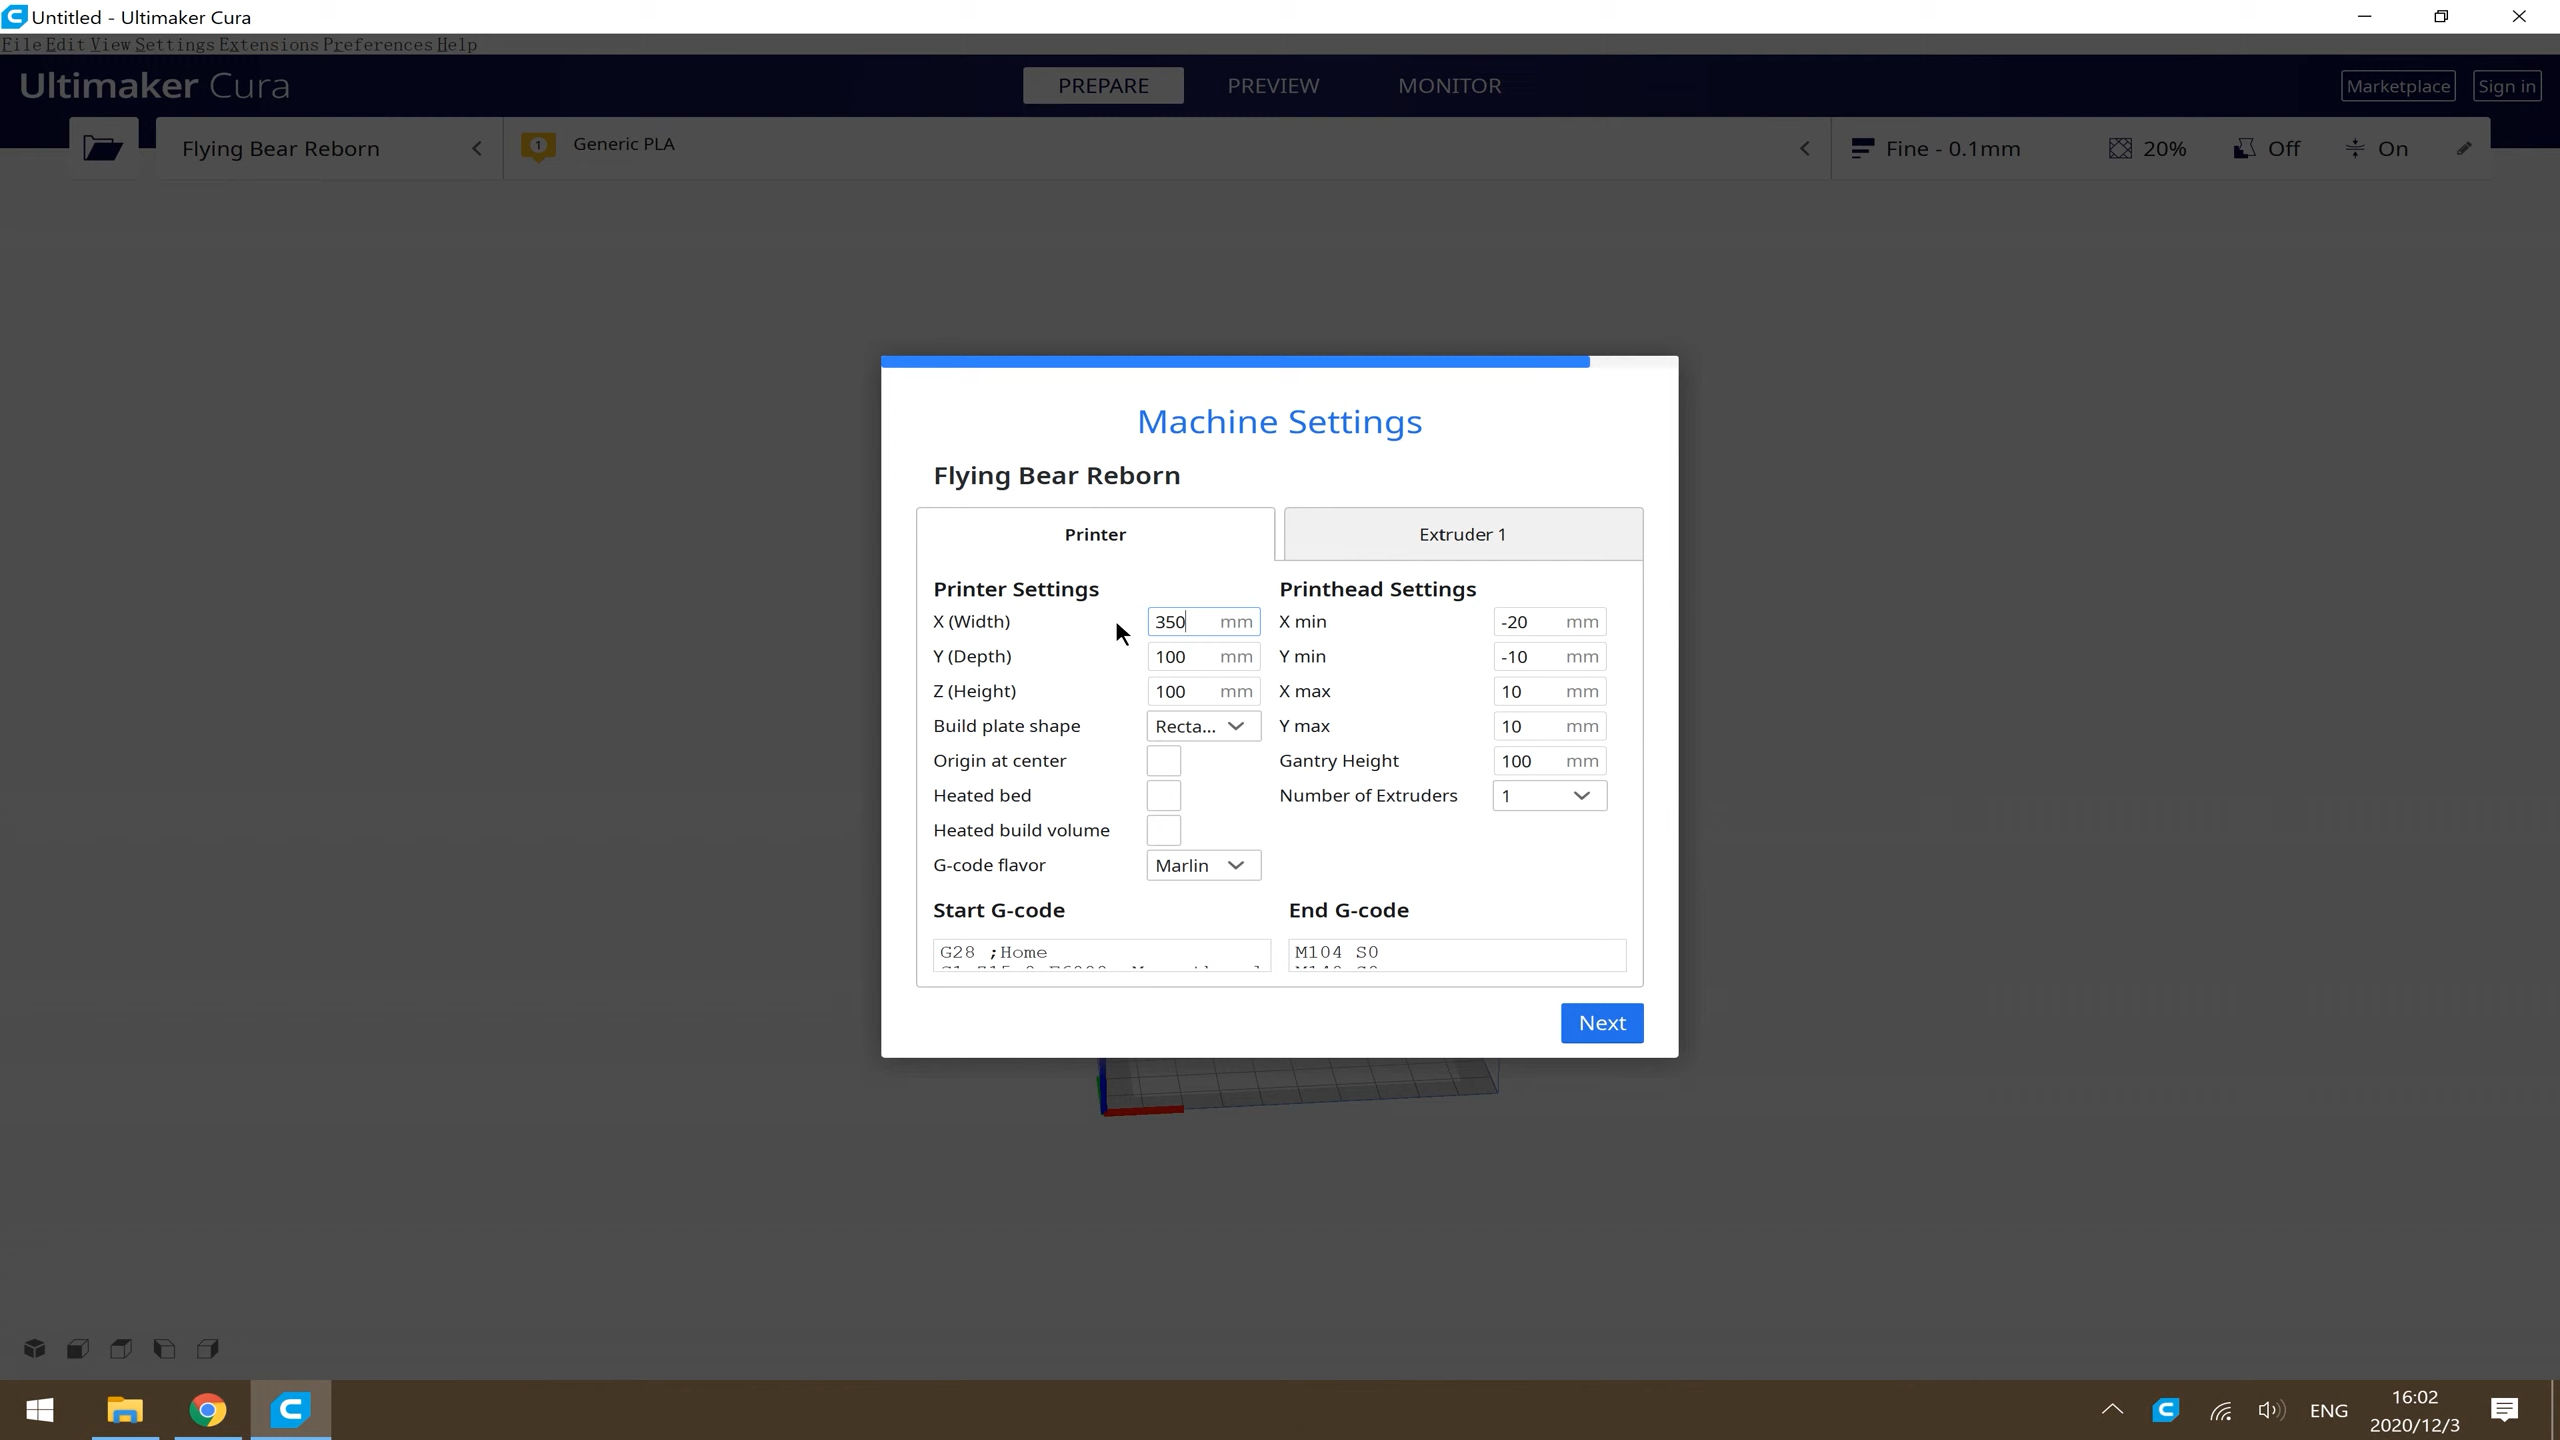 Untitled - Ultimaker Cura
File Edit View Settings Extensions Preferences Help
Ultimaker Cura
PREPARE PREVIEW MONITOR
Marketplace Sign in
Flying Bear Reborn
1 Generic PLA
Fine - 0.1mm 20% Off On
Machine Settings
Flying Bear Reborn
Printer Extruder 1
Printer Settings Printhead Settings
X (Width) 350 mm X min -20 mm
Y (Depth) 100 mm Y min -10 mm
Z (Height) 100 mm X max 10 mm
Build plate shape Recta... Y max 10 mm
Origin at center Gantry Height 100 mm
Heated bed Number of Extruders 1
Heated build volume
G-code flavor Marlin
Start G-code End G-code
G28 ;Home M104 S0
Next
ENG
16:02
2020/12/3